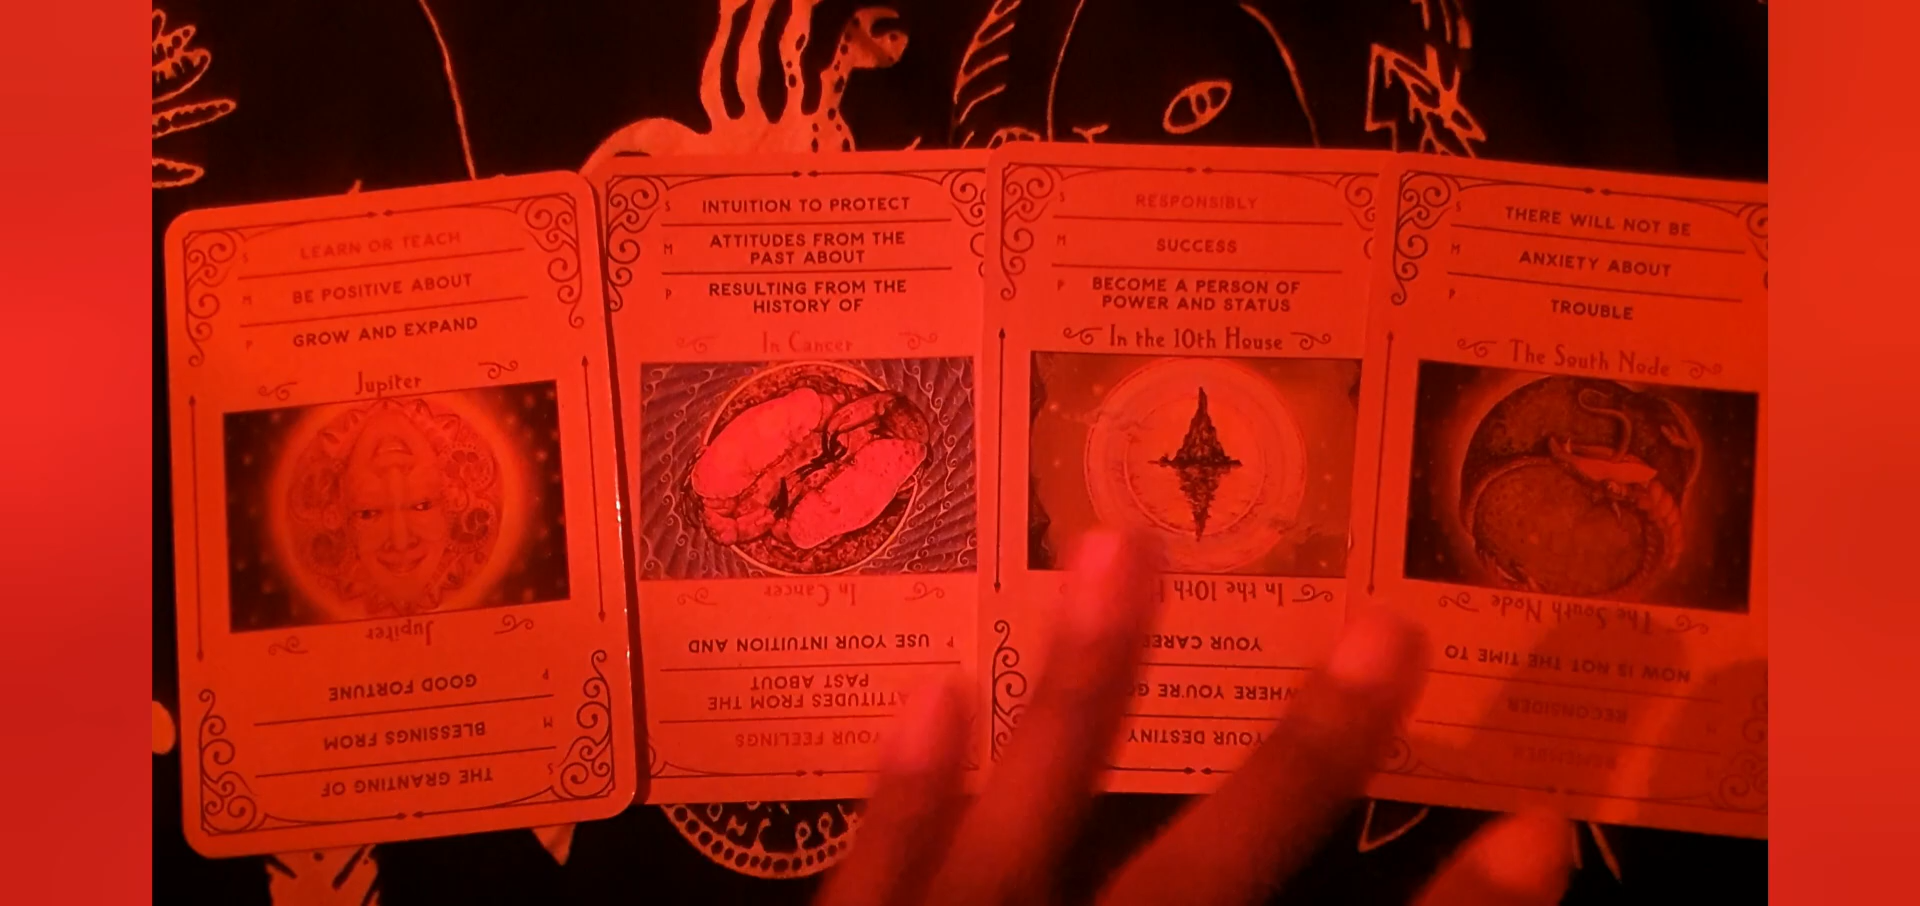 S LEARN OR TEACH
M BE POSITIVE ABOUT
P GROW AND EXPAND
Jupiter
Jupiter
P GOOD FORTUNE
M BLESSINGS FROM
S THE GRANTING OF
S INTUITION TO PROTECT
M ATTITUDES FROM THE
PAST ABOUT
P RESULTING FROM THE
HISTORY OF
In Cancer
In Cancer
P USE YOUR INTUITION AND
ATTITUDES FROM THE
PAST ABOUT
YOUR FEELINGS
S RESPONSIBLY
M SUCCESS
P BECOME A PERSON OF
POWER AND STATUS
In the 10th House
In the 10th H
YOUR CAREE
WHERE YOU'RE GO
YOUR DESTINY
S THERE WILL NOT BE
M ANXIETY ABOUT
P TROUBLE
The South Node
The South Node
NOW IS NOT THE TIME TO
RECONSIDER
REMEMBER